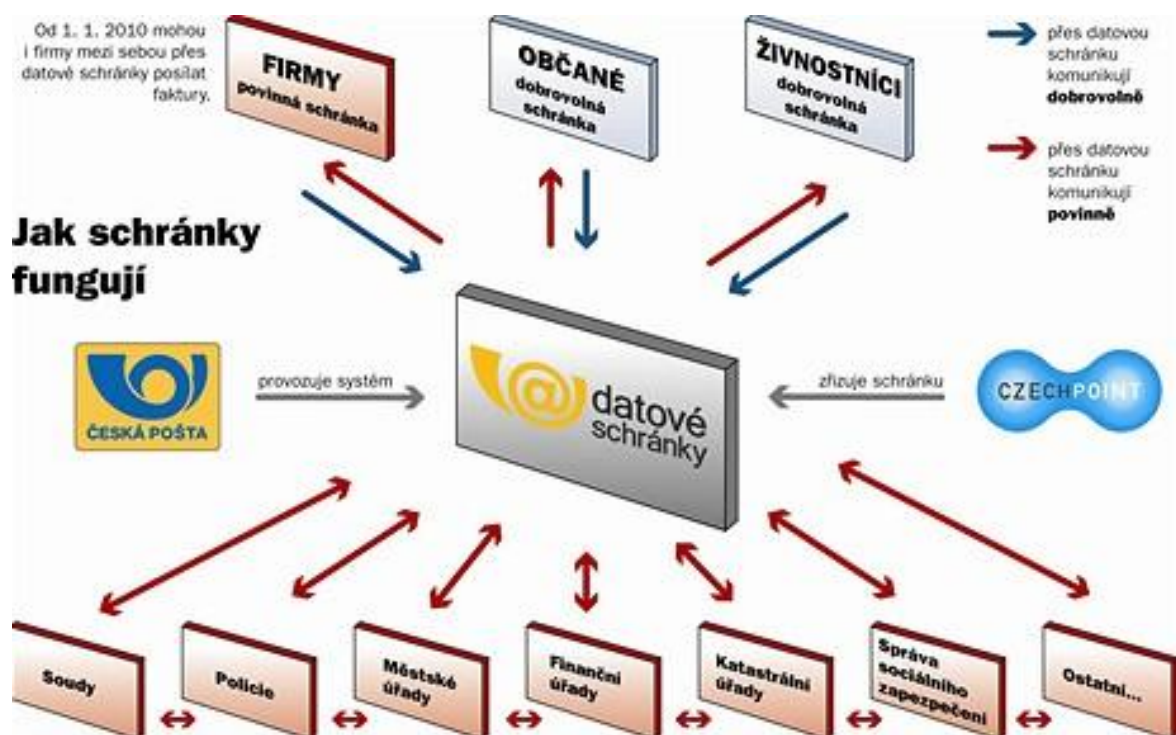 Od 1. 1. 2010 mohou
i firmy mezi sebou přes
datové schránky posílat
faktury.
FIRMY
povinná schránka
OBČANÉ
dobrovolná
schránka
ŽIVNOSTNÍCI
dobrovolná
schránka
přes datovou
schránku
komunikují
dobrovolně
přes datovou
schránku
komunikují
povinně
Jak schránky
fungují
ČESKÁ POŠTA
provozuje systém
@ datové
schránky
zřizuje schránku
CZECHPOINT
Soudy
Policie
Městské
úřady
Finanční
úřady
Katastrální
úřady
Správa
sociálního
zapezpečení
Ostatní...